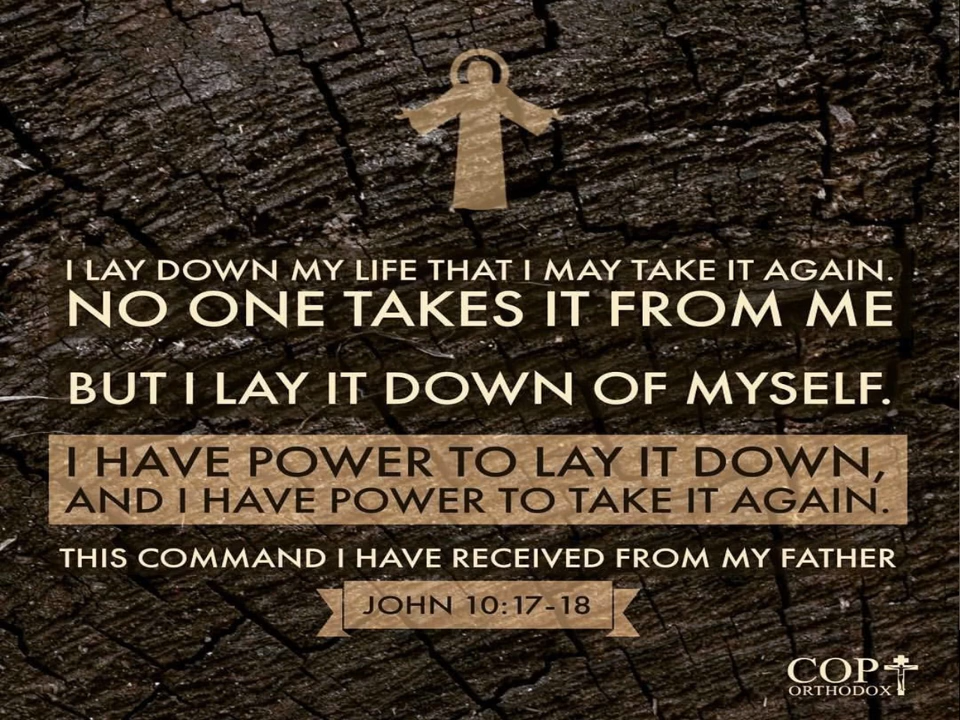 I LAY DOWN MY LIFE THAT I MAY TAKE IT AGAIN.
NO ONE TAKES IT FROM ME
BUT I LAY IT DOWN OF MYSELF.
I HAVE POWER TO LAY IT DOWN,
AND I HAVE POWER TO TAKE IT AGAIN.
THIS COMMAND I HAVE RECEIVED FROM MY FATHER
JOHN 10:17-18
COPT
ORTHODOX